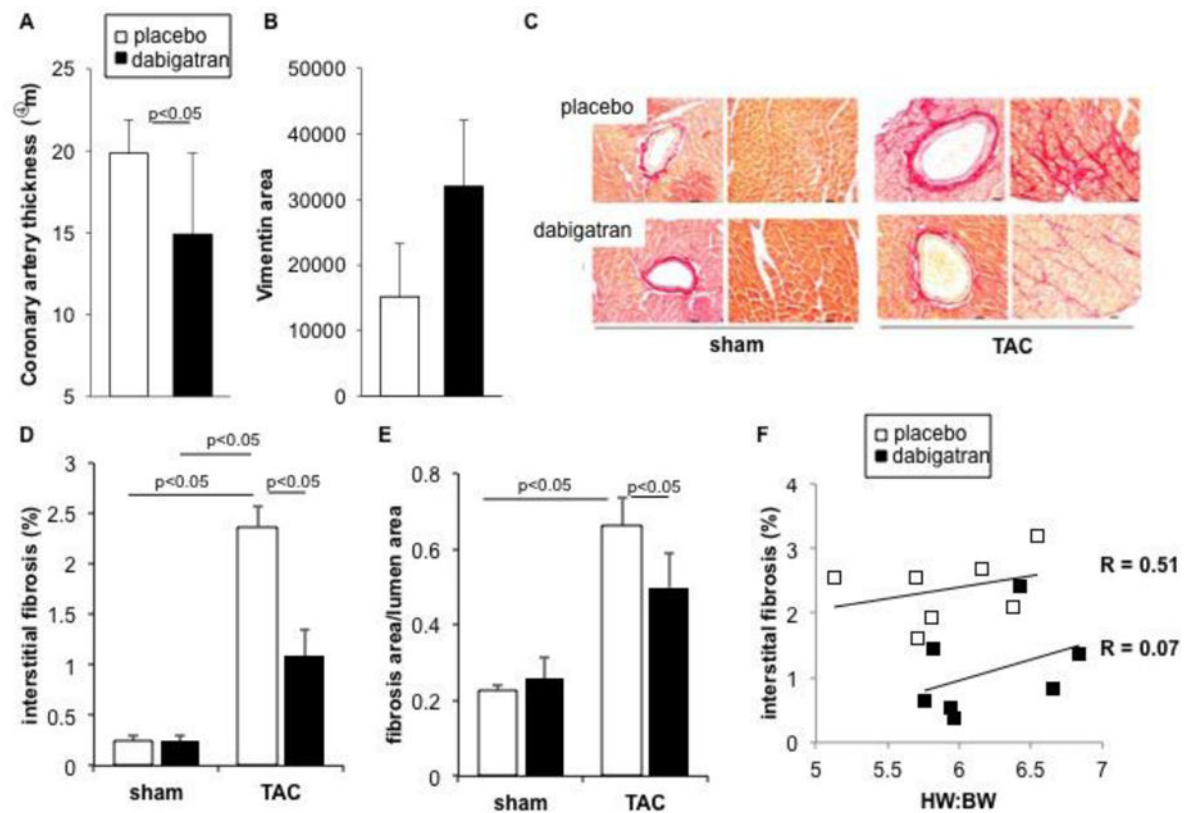 A
placebo
dabigatran
Coronary artery thickness ( ④m)
25
20
15
10
5
p<0.05
B
Vimentin area
50000
40000
30000
20000
10000
0
C
placebo
dabigatran
sham
TAC
D
interstitial fibrosis (%)
3
2.5
2
1.5
1
0.5
0
p<0.05
p<0.05
p<0.05
sham
TAC
E
fibrosis area/lumen area
0.8
0.6
0.4
0.2
0
p<0.05
p<0.05
sham
TAC
F
placebo
dabigatran
interstital fibrosis (%)
4
3
2
1
0
R = 0.51
R = 0.07
5
5.5
6
6.5
7
HW:BW